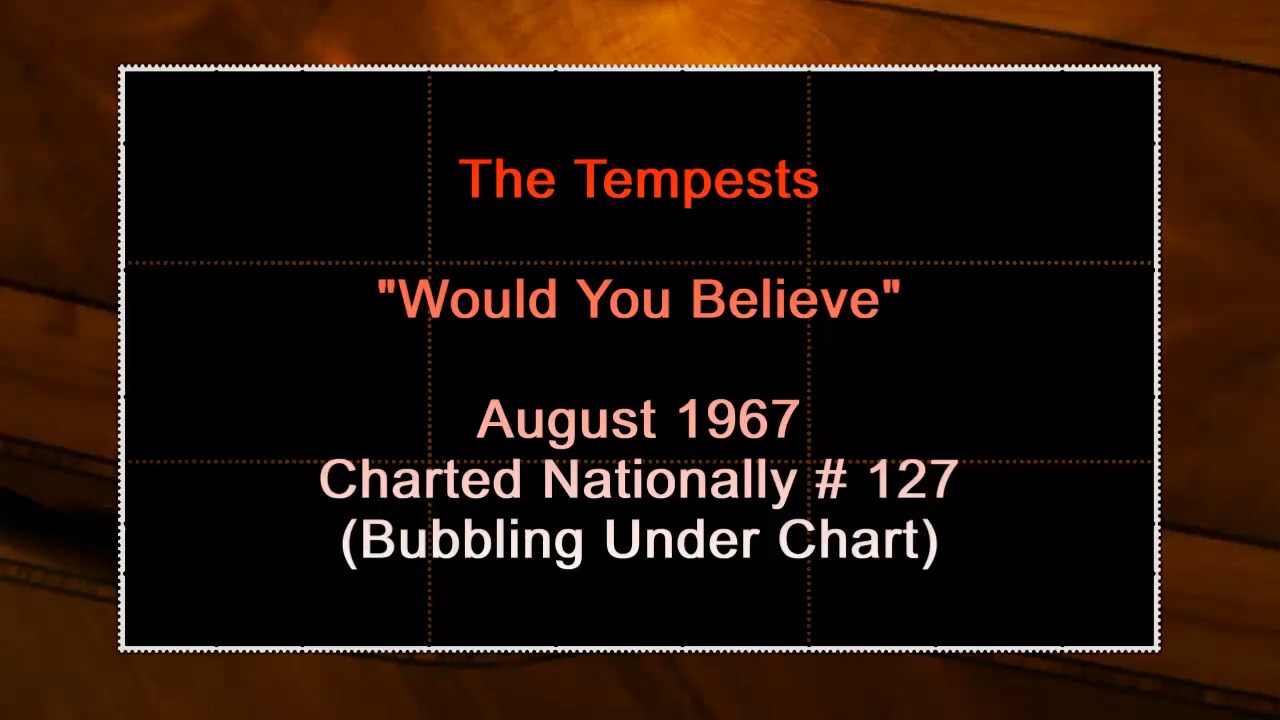 The Tempests
"Would You Believe"
August 1967
Charted Nationally # 127
(Bubbling Under Chart)